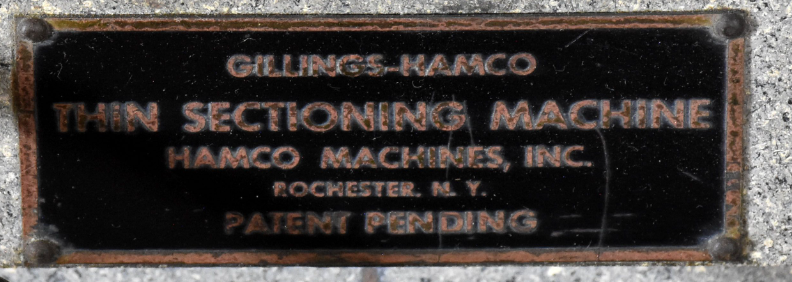 GILLINGS-HAMCO
THIN SECTIONING MACHINE
HAMCO MACHINES, INC.
ROCHESTER. N. Y.
PATENT PENDING